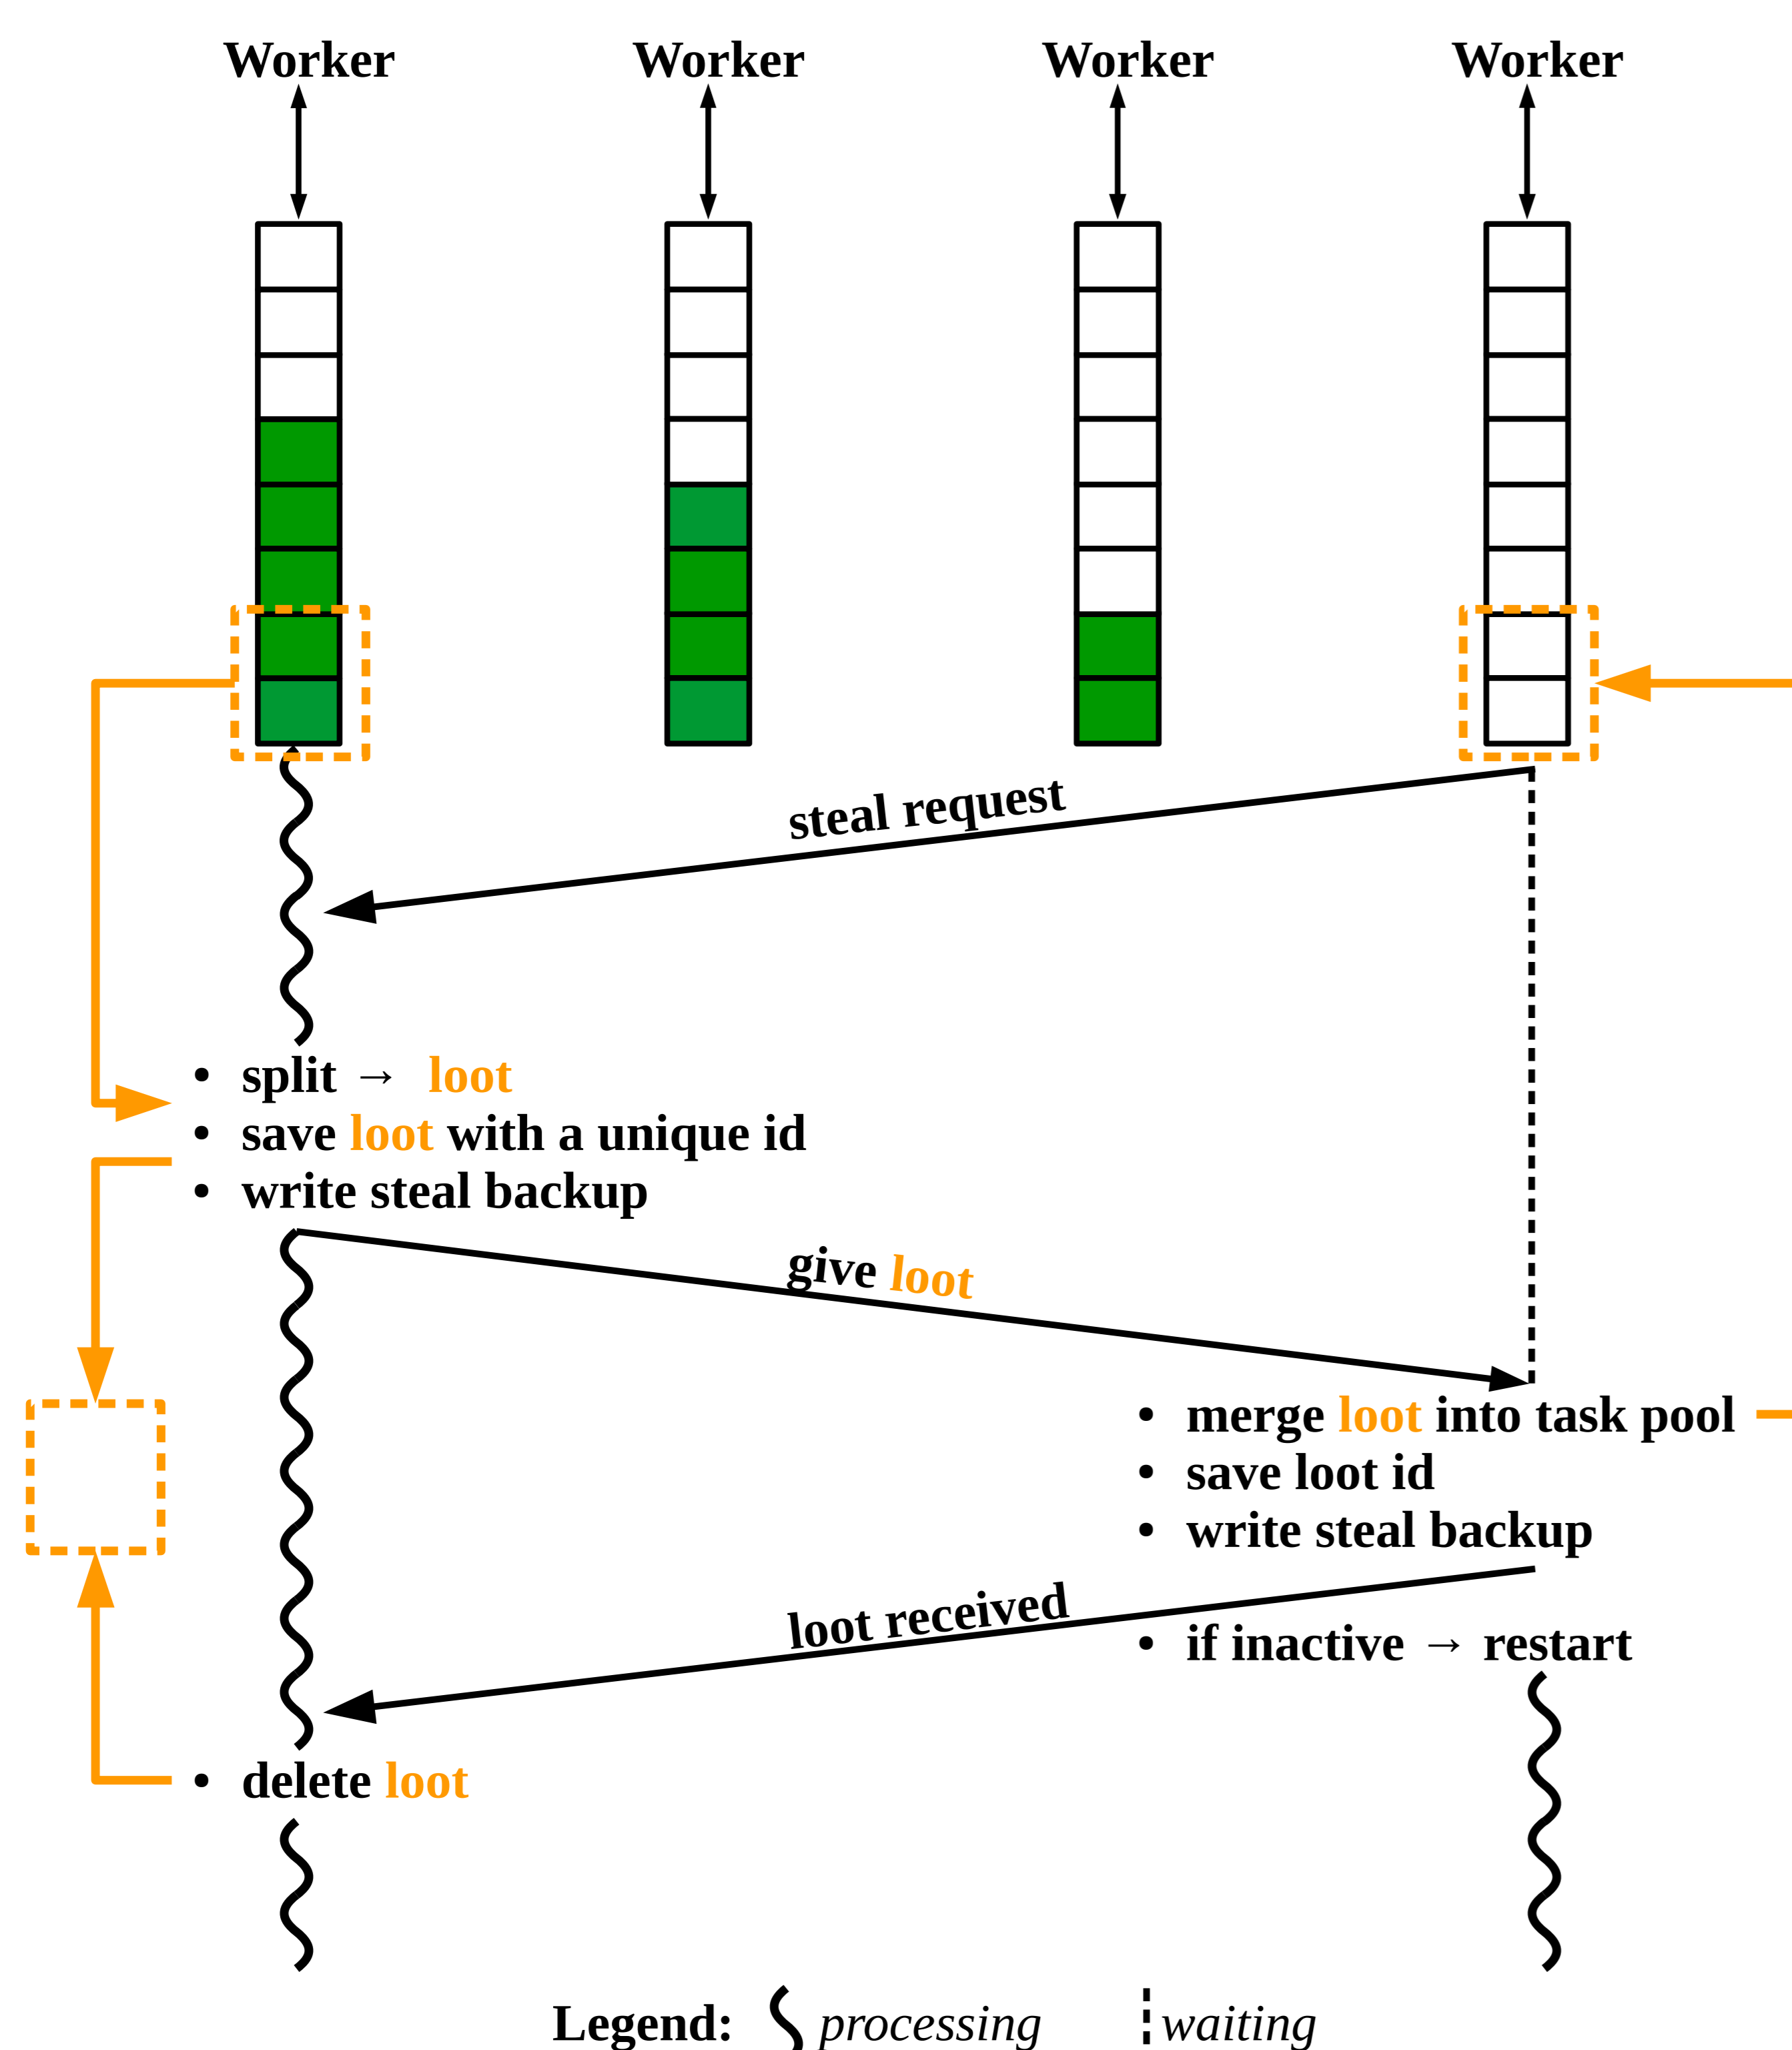 Worker Worker Worker Worker
steal request
• split → loot
• save loot with a unique id
• write steal backup
give loot
• merge loot into task pool
• save loot id
• write steal backup
loot received
• if inactive → restart
• delete loot
Legend: processing waiting